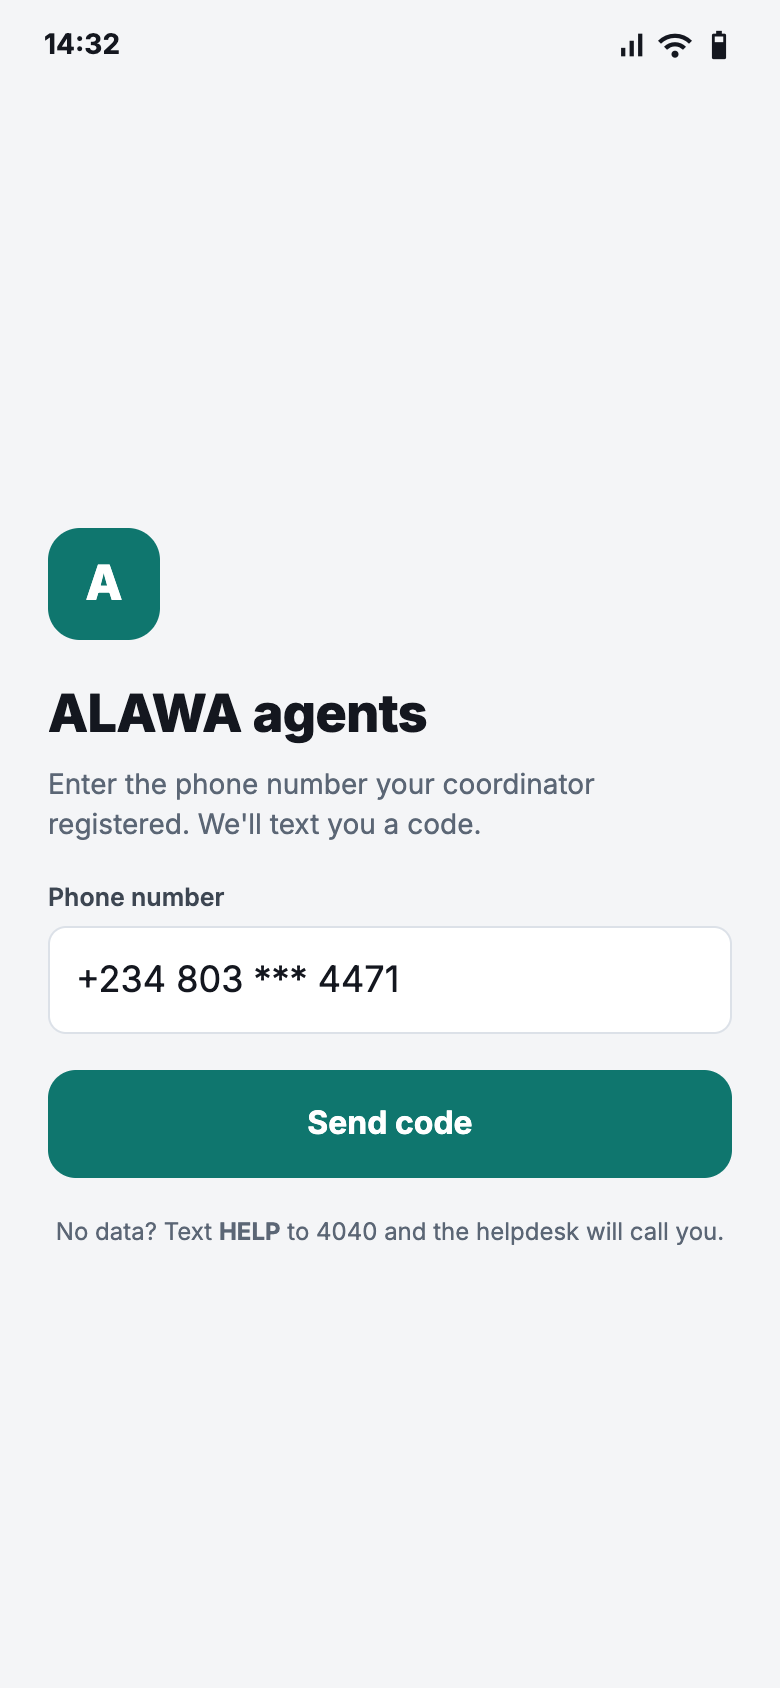 14:32
A
ALAWA agents
Enter the phone number your coordinator
registered. We'll text you a code.
Phone number
+234 803 *** 4471
Send code
No data? Text HELP to 4040 and the helpdesk will call you.